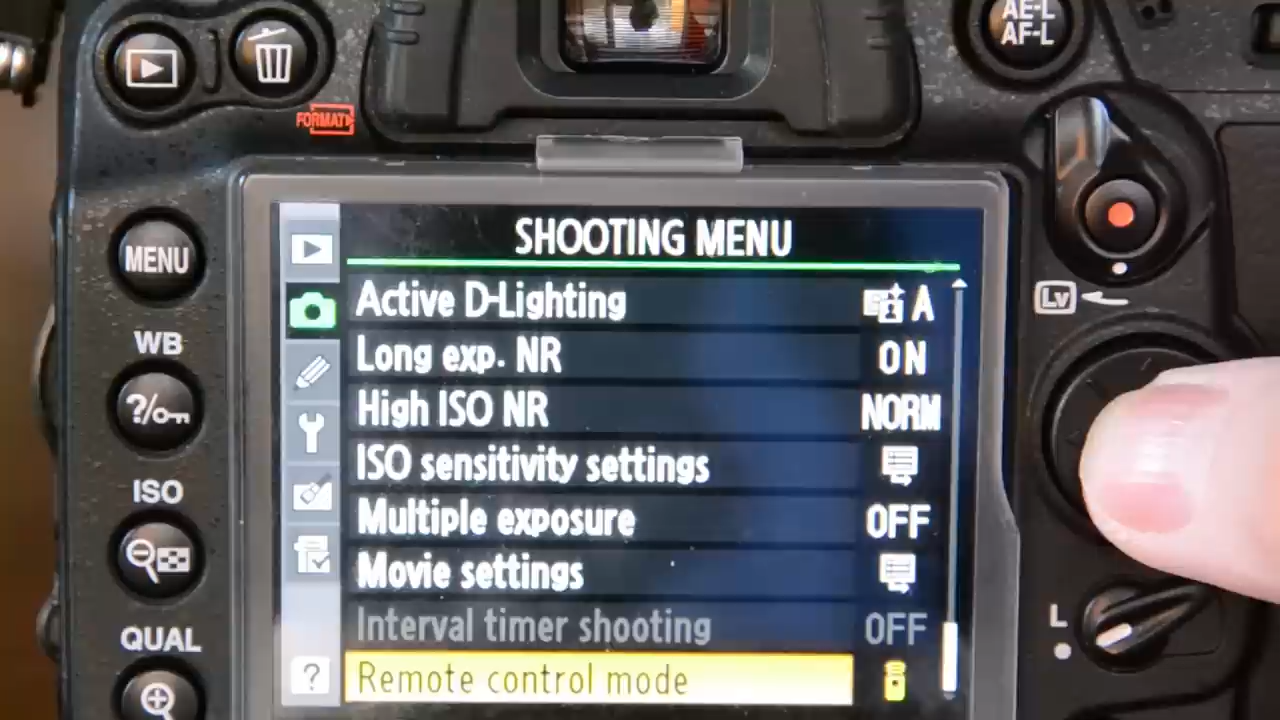 AE-L
AF-L
FORMAT
MENU
SHOOTING MENU
Active D-Lighting A
Long exp. NR ON
High ISO NR NORM
ISO sensitivity settings
Multiple exposure OFF
Movie settings
Interval timer shooting OFF
Remote control mode
?
WB
?/
ISO
QUAL
Lv
L